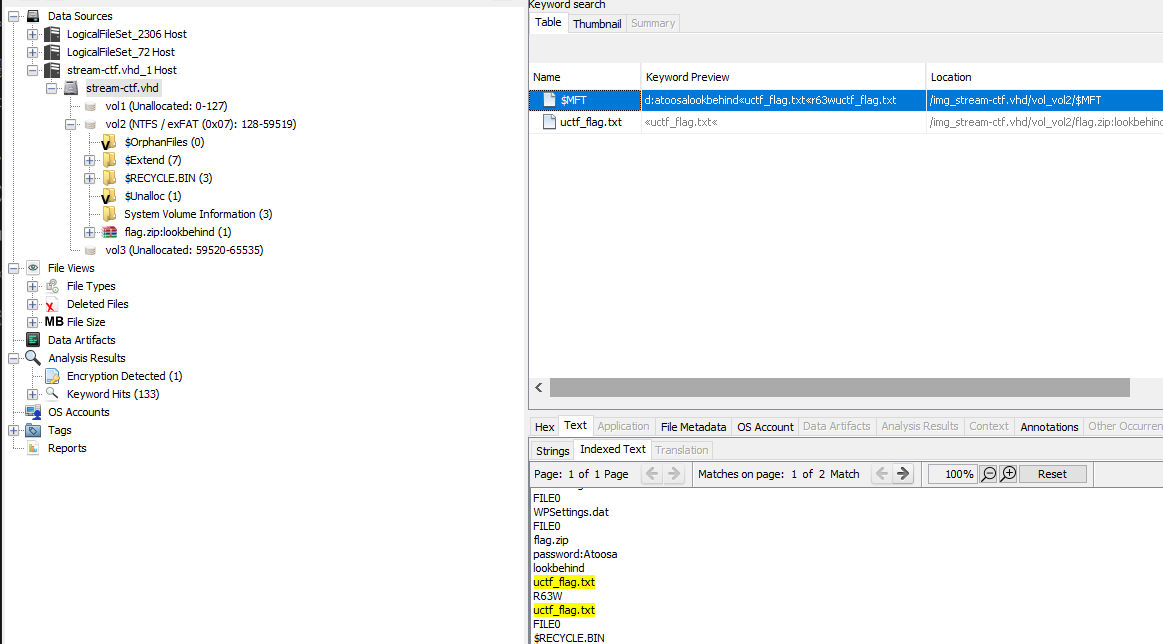 Data Sources
LogicalFileSet_2306 Host
LogicalFileSet_72 Host
stream-ctf.vhd_1 Host
stream-ctf.vhd
vol1 (Unallocated: 0-127)
vol2 (NTFS / exFAT (0x07): 128-59519)
$OrphanFiles (0)
$Extend (7)
$RECYCLE.BIN (3)
$Unalloc (1)
System Volume Information (3)
flag.zip:lookbehind (1)
vol3 (Unallocated: 59520-65535)
File Views
File Types
Deleted Files
MB File Size
Data Artifacts
Analysis Results
Encryption Detected (1)
Keyword Hits (133)
OS Accounts
Tags
Reports
Keyword search
Table Thumbnail Summary
Name Keyword Preview Location
$MFT d:atoosalookbehind«uctf_flag.txt«r63wuctf_flag.txt /img_stream-ctf.vhd/vol_vol2/$MFT
uctf_flag.txt «uctf_flag.txt« /img_stream-ctf.vhd/vol_vol2/flag.zip:lookbehind
Hex Text Application File Metadata OS Account Data Artifacts Analysis Results Context Annotations Other Occurren
Strings Indexed Text Translation
Page: 1 of 1 Page Matches on page: 1 of 2 Match 100% Reset
FILE0
WPSettings.dat
FILE0
flag.zip
password:Atoosa
lookbehind
uctf_flag.txt
R63W
uctf_flag.txt
FILE0
$RECYCLE.BIN